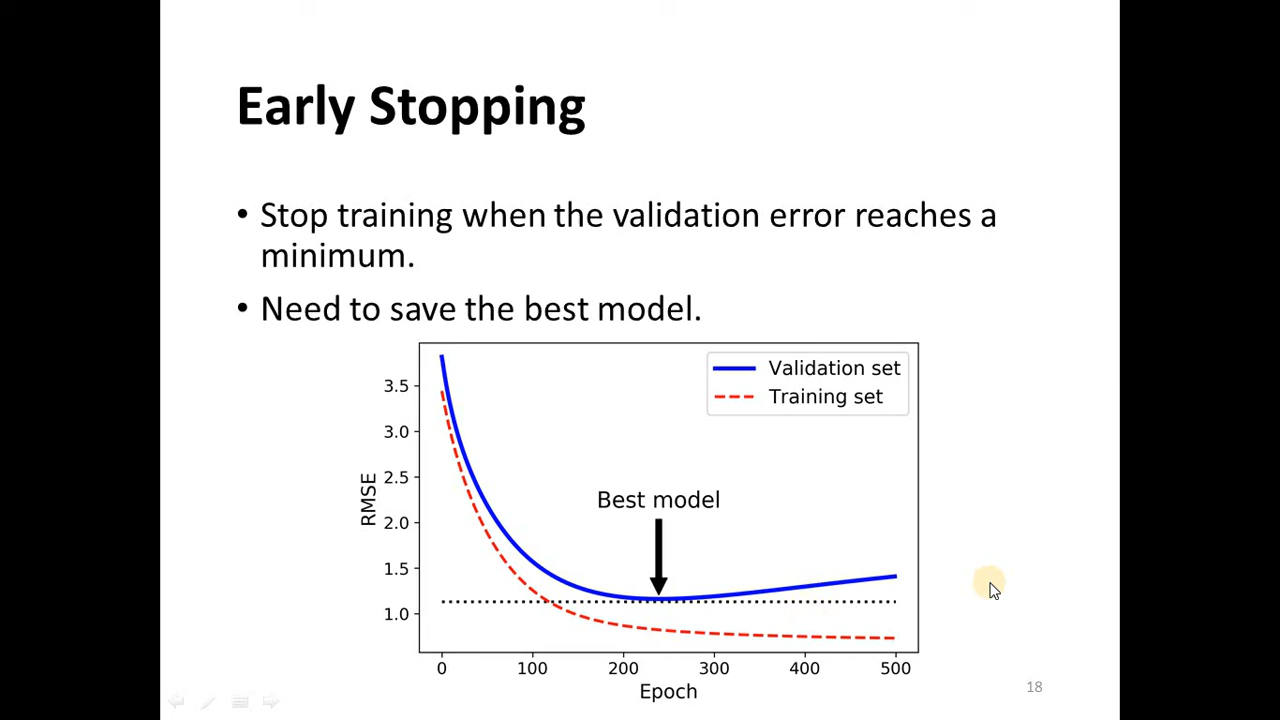 Early Stopping
• Stop training when the validation error reaches a
minimum.
• Need to save the best model.
Validation set
Training set
3.5
3.0
2.5
2.0
1.5
1.0
RMSE
Best model
0 100 200 300 400 500
Epoch
18